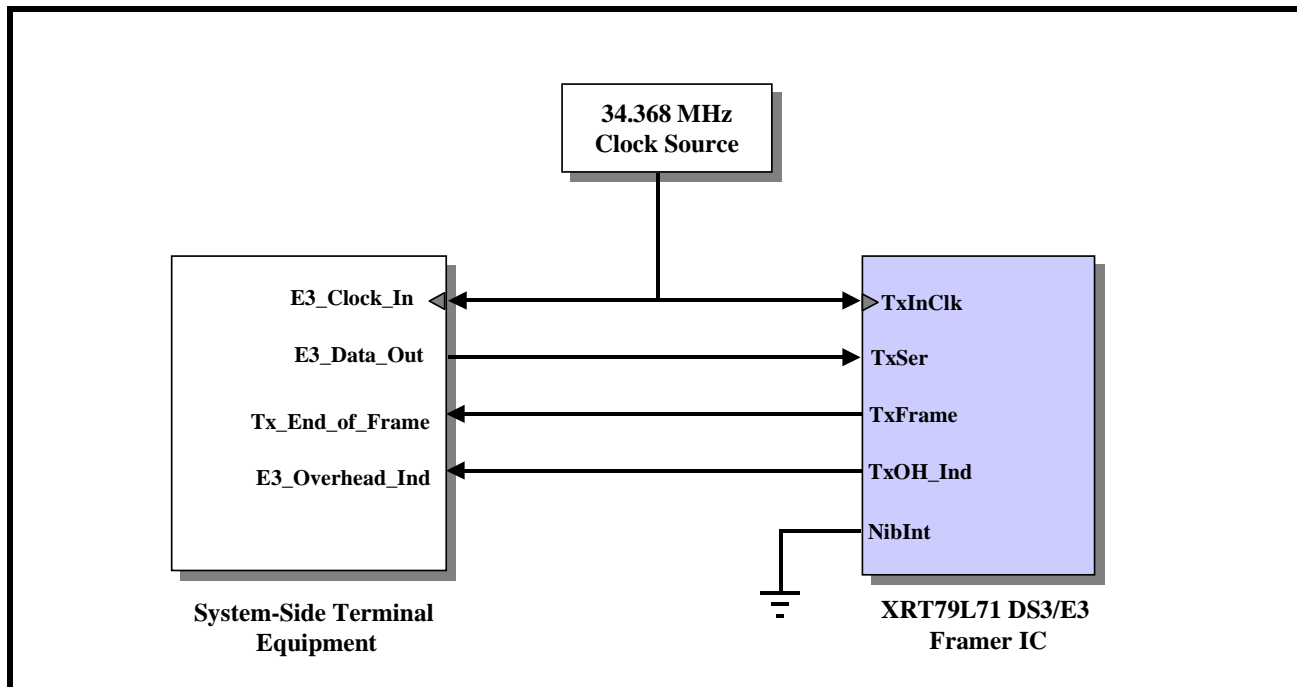 34.368 MHz
Clock Source
E3_Clock_In
TxInClk
E3_Data_Out
TxSer
Tx_End_of_Frame
TxFrame
E3_Overhead_Ind
TxOH_Ind
NibInt
System-Side Terminal
Equipment
XRT79L71 DS3/E3
Framer IC